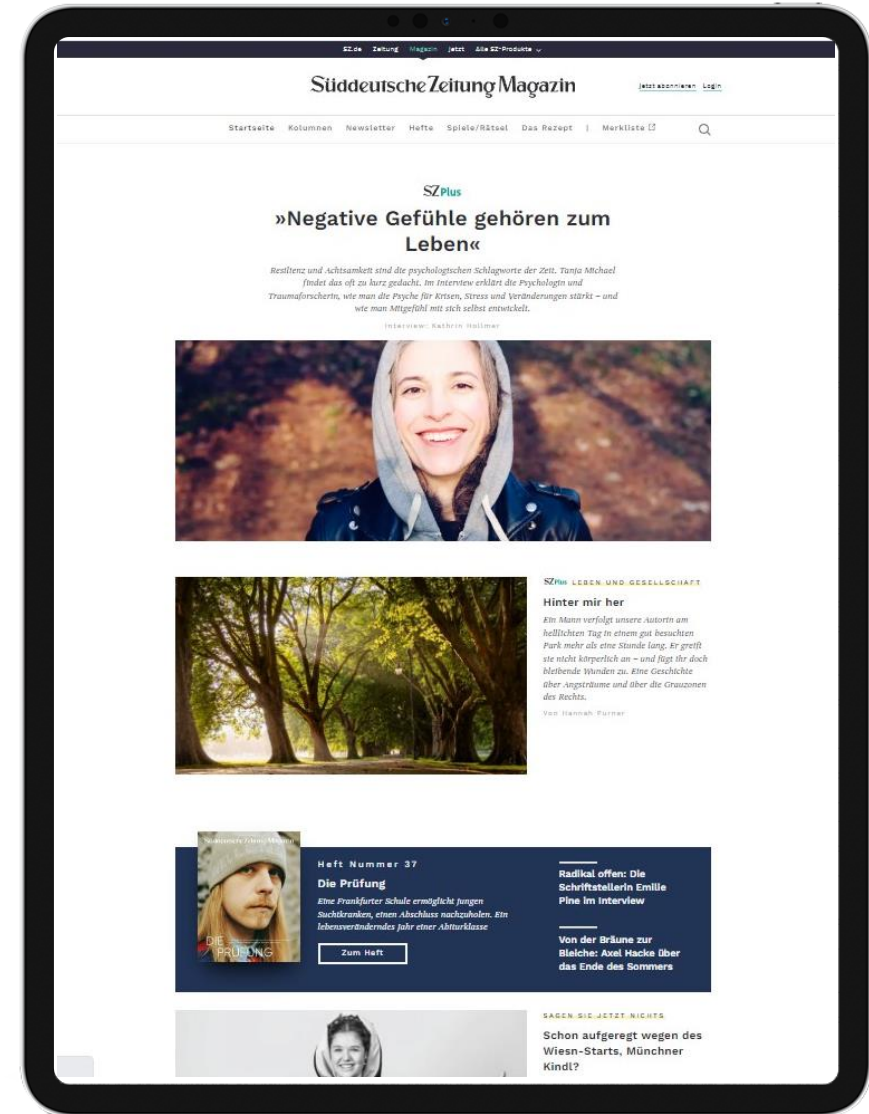 SZ.de Zeitung Magazin jetzt Alle SZ-Produkte
Süddeutsche Zeitung Magazin
Jetzt abonnieren Login
Startseite Kolumnen Newsletter Hefte Spiele/Rätsel Das Rezept | Merkliste
SZ Plus
»Negative Gefühle gehören zum
Leben«
Resilienz und Achtsamkeit sind die psychologischen Schlagworte der Zeit. Tanja Michael
findet das oft zu kurz gedacht. Im Interview erklärt die Psychologin und
Traumaforscherin, wie man die Psyche für Krisen, Stress und Veränderungen stärkt – und
wie man Mitgefühl mit sich selbst entwickelt.
Interview: Kathrin Hollmer
SZ Plus LEBEN UND GESELLSCHAFT
Hinter mir her
Ein Mann verfolgt unsere Autorin am
helllichten Tag in einem gut besuchten
Park mehr als eine Stunde lang. Er greift
sie nicht körperlich an – und fügt ihr doch
bleibende Wunden zu. Eine Geschichte
über Angsträume und über die Grauzonen
des Rechts.
Von Hannah Furner
Süddeutsche Zeitung Magazin
DIE
PRÜFUNG
Heft Nummer 37
Die Prüfung
Eine Frankfurter Schule ermöglicht jungen
Suchtkranken, einen Abschluss nachzuholen. Ein
lebensveränderndes Jahr einer Abiturklasse
Zum Heft
Radikal offen: Die
Schriftstellerin Emilie
Pine im Interview
Von der Bräune zur
Bleiche: Axel Hacke über
das Ende des Sommers
SAGEN SIE JETZT NICHTS
Schon aufgeregt wegen des
Wiesn-Starts, Münchner
Kindl?